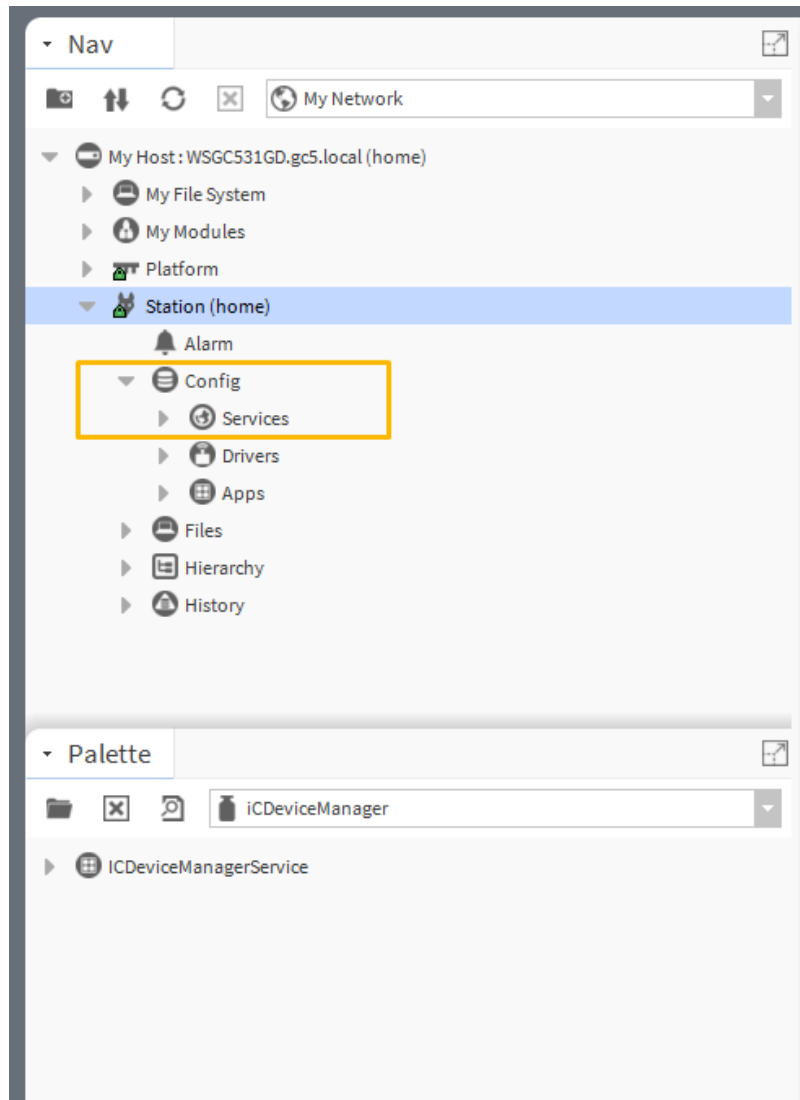 Nav
My Network
My Host : WSGC531GD.gc5.local (home)
My File System
My Modules
Platform
Station (home)
Alarm
Config
Services
Drivers
Apps
Files
Hierarchy
History
Palette
iCDeviceManager
ICDeviceManagerService